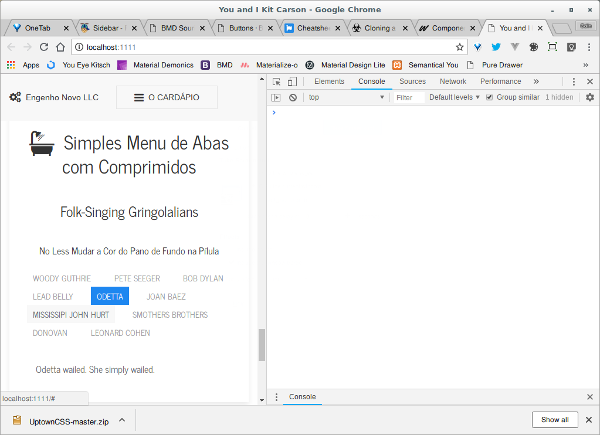 You and I Kit Carson - Google Chrome
OneTab
Sidebar -
BMD Sour
Buttons · B
Cheatshe
Cloning a
Compone
You and I
localhost:1111
Apps
You Eye Kitsch
Material Demonics
BMD
Materialize-o
Material Design Lite
Semantical You
Pure Drawer
»
Engenho Novo LLC
O CARDÁPIO
Elements Console Sources Network Performance »
top Filter Default levels Group similar 1 hidden
Simples Menu de Abas
com Comprimidos
Folk-Singing Gringolalians
No Less Mudar a Cor do Pano de Fundo na Pílula
WOODY GUTHRIE PETE SEEGER BOB DYLAN
LEAD BELLY ODETTA JOAN BAEZ
MISSISSIPI JOHN HURT SMOTHERS BROTHERS
DONOVAN LEONARD COHEN
Odetta wailed. She simply wailed.
localhost:1111/#
Console
UptownCSS-master.zip
Show all